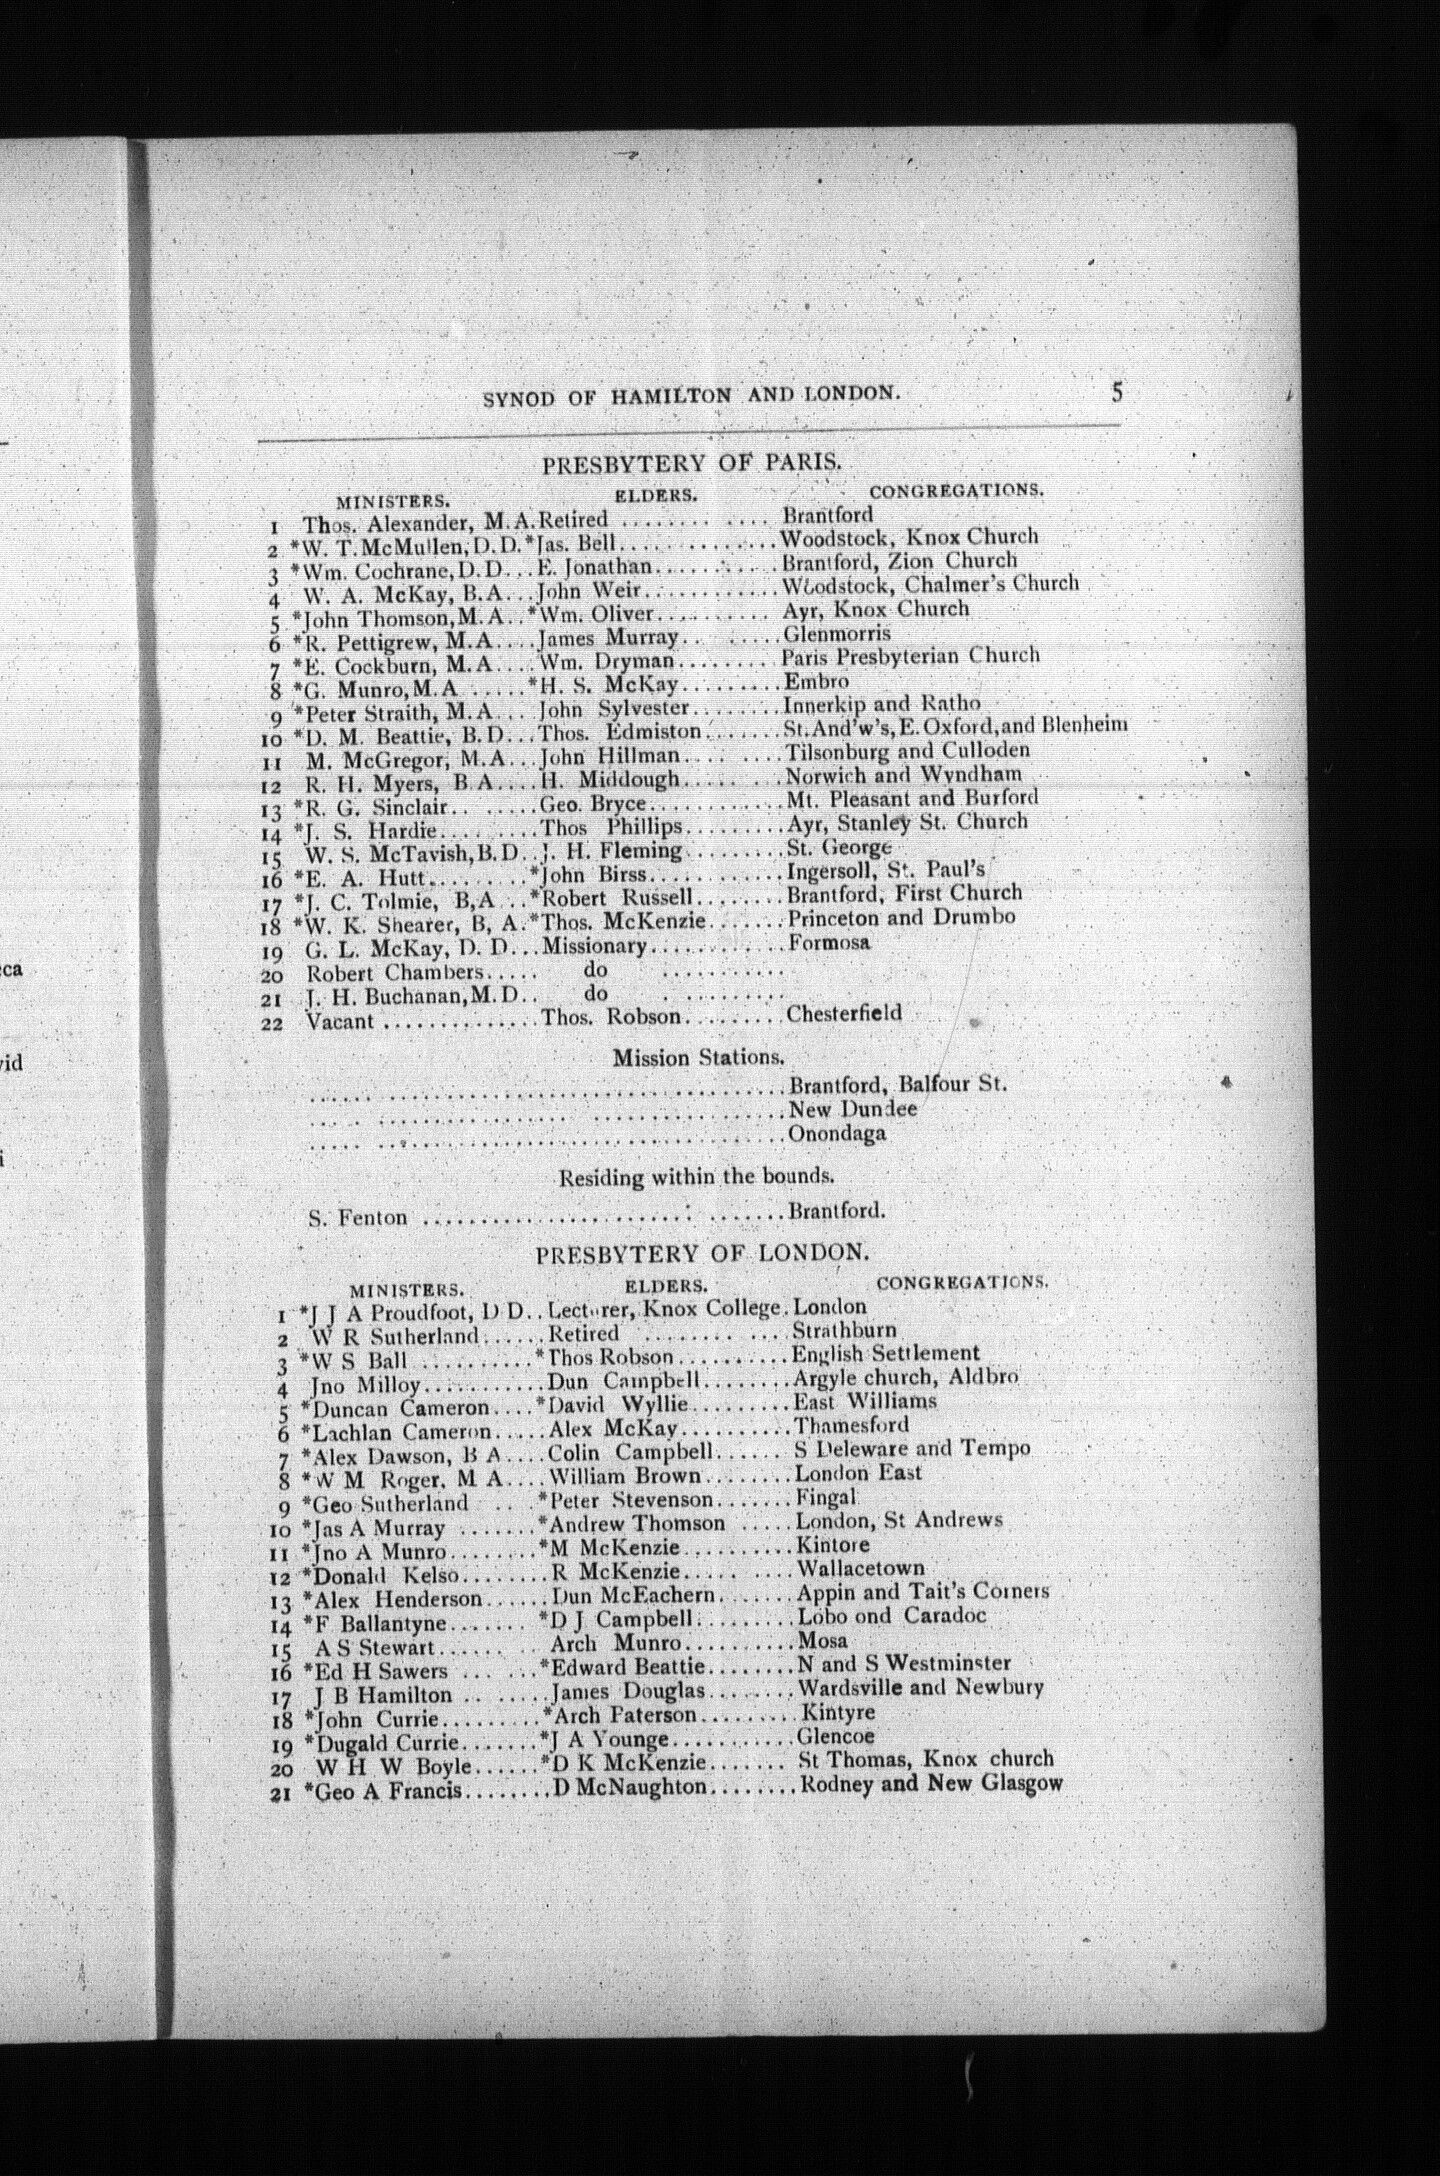 SYNOD OF HAMILTON AND LONDON. 5
PRESBYTERY OF PARIS.
MINISTERS. ELDERS. CONGREGATIONS.
1 Thos. Alexander, M.A. Retired ........ .... Brantford
2 *W. T. McMullen, D.D. *Jas. Bell.............. Woodstock, Knox Church
3 *Wm. Cochrane, D.D... E. Jonathan........... Brantford, Zion Church
4 W. A. McKay, B.A... John Weir............ Woodstock, Chalmer's Church
5 *John Thomson, M.A.. *Wm. Oliver.......... Ayr, Knox Church
6 *R. Pettigrew, M.A.... James Murray.. ..... Glenmorris
7 *E. Cockburn, M.A.... Wm. Dryman......... Paris Presbyterian Church
8 *G. Munro, M.A ..... *H. S. McKay......... Embro
9 *Peter Straith, M.A.... John Sylvester........ Innerkip and Ratho
10 *D. M. Beattie, B.D... Thos. Edmiston....... St. And'w's, E. Oxford, and Blenheim
11 M. McGregor, M.A... John Hillman.... .... Tilsonburg and Culloden
12 R. H. Myers, B A.... H. Middough..... ... Norwich and Wyndham
13 *R. G. Sinclair.. ..... Geo. Bryce............ Mt. Pleasant and Burford
14 *J. S. Hardie......... Thos Phillips......... Ayr, Stanley St. Church
15 W. S. McTavish, B.D.. J. H. Fleming......... St. George
16 *E. A. Hutt......... *John Birss............ Ingersoll, St. Paul's
17 *J. C. Tolmie, B,A ... *Robert Russell........ Brantford, First Church
18 *W. K. Shearer, B, A. *Thos. McKenzie....... Princeton and Drumbo
19 G. L. McKay, D. D... Missionary............ Formosa
20 Robert Chambers..... do ...........
21 J. H. Buchanan, M.D.. do . .........
22 Vacant .............. Thos. Robson......... Chesterfield
Mission Stations.
...... .................................. Brantford, Balfour St.
... . ................ ................. New Dundee
..... ................................... Onondaga
Residing within the bounds.
S. Fenton ....................... ....... Brantford.
PRESBYTERY OF LONDON.
MINISTERS. ELDERS. CONGREGATIONS.
1 *J J A Proudfoot, D D.. Lecturer, Knox College. London
2 W R Sutherland...... Retired ........ .... Strathburn
3 *W S Ball .......... *Thos Robson.......... English Settlement
4 Jno Milloy........... Dun Campbell........ Argyle church, Aldbro
5 *Duncan Cameron.... *David Wyllie......... East Williams
6 *Lachlan Cameron..... Alex McKay.......... Thamesford
7 *Alex Dawson, B A.... Colin Campbell...... S Deleware and Tempo
8 *W M Roger, M A.... William Brown........ London East
9 *Geo Sutherland .. . *Peter Stevenson....... Fingal
10 *Jas A Murray ....... *Andrew Thomson ..... London, St Andrews
11 *Jno A Munro........ *M McKenzie.......... Kintore
12 *Donald Kelso........ R McKenzie..... .... Wallacetown
13 *Alex Henderson...... Dun McEachern....... Appin and Tait's Corners
14 *F Ballantyne....... *D J Campbell......... Lobo ond Caradoc
15 A S Stewart...... .. Arch Munro.......... Mosa
16 *Ed H Sawers ... ... *Edward Beattie........ N and S Westminster
17 J B Hamilton .. ..... James Douglas........ Wardsville and Newbury
18 *John Currie......... *Arch Paterson......... Kintyre
19 *Dugald Currie....... *J A Younge........... Glencoe
20 W H W Boyle...... *D K McKenzie....... St Thomas, Knox church
21 *Geo A Francis........ D McNaughton........ Rodney and New Glasgow